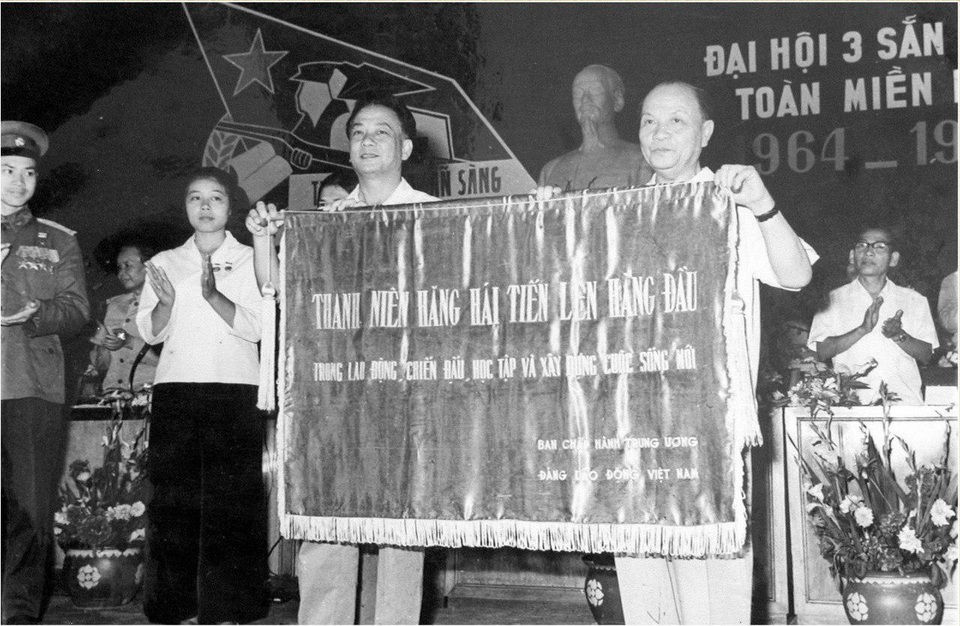 ĐẠI HỘI 3 SẴN
TOÀN MIỀN
964 - 19
SÀNG
THANH NIÊN HĂNG HÁI TIẾN LÊN HÀNG ĐẦU
TRONG LAO ĐỘNG, CHIẾN ĐẤU, HỌC TẬP VÀ XÂY DỰNG CUỘC SỐNG MỚI
BAN CHẤP HÀNH TRUNG ƯƠNG
ĐẢNG LAO ĐỘNG VIỆT NAM